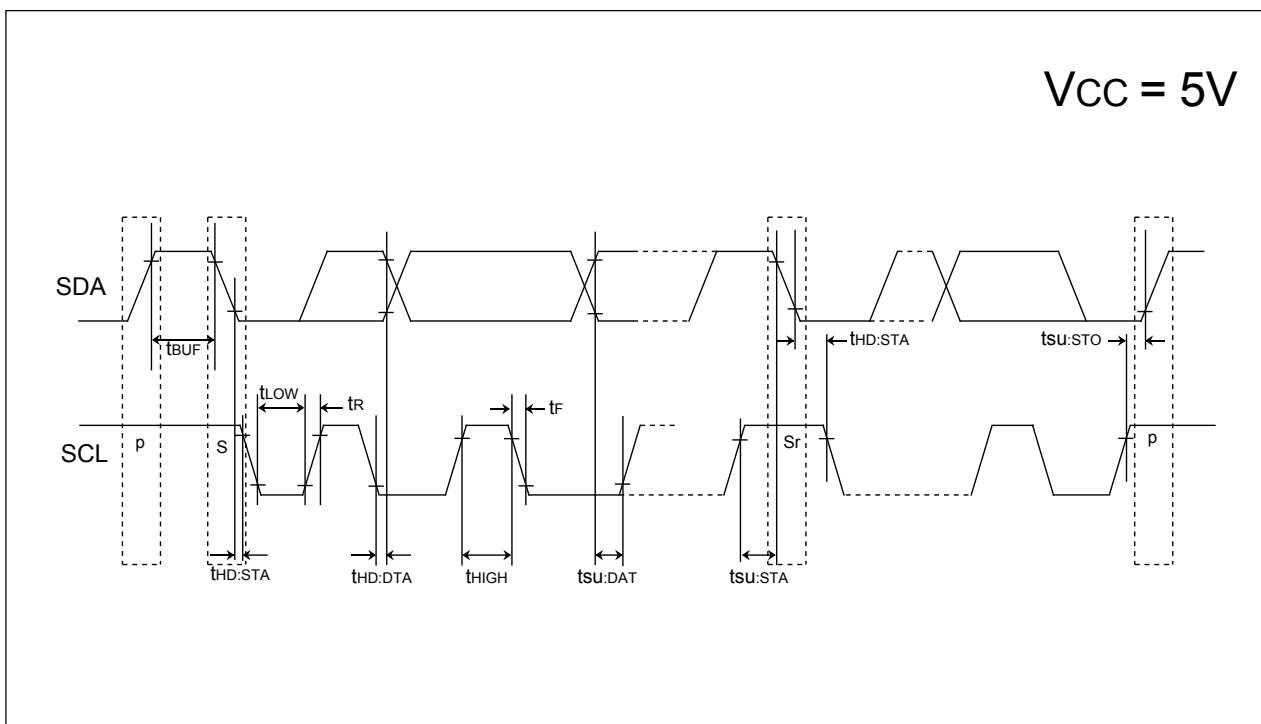 VCC = 5V
SDA
tBUF
tHD:STA
tsu:STO
tLOW
tR
tF
SCL
p
S
Sr
p
tHD:STA
tHD:DTA
tHIGH
tsu:DAT
tsu:STA